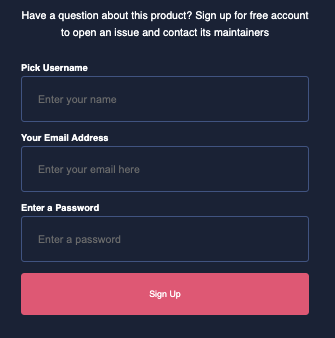 Have a question about this product? Sign up for free account
to open an issue and contact its maintainers
Pick Username
Enter your name
Your Email Address
Enter your email here
Enter a Password
Enter a password
Sign Up